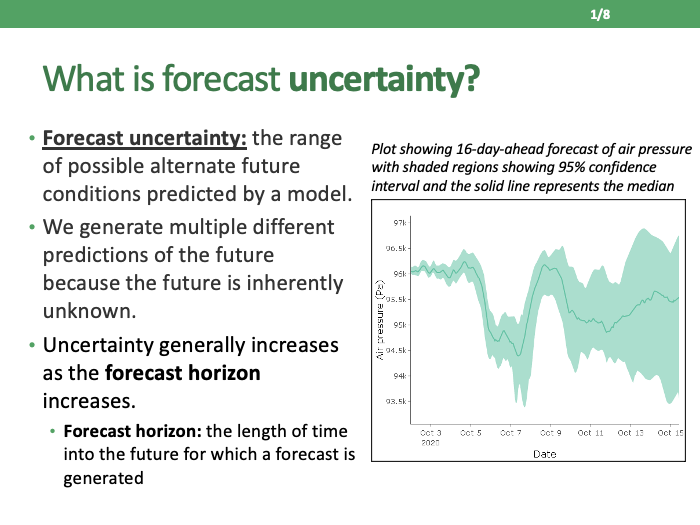 1/8
What is forecast uncertainty?
• Forecast uncertainty: the range
of possible alternate future
conditions predicted by a model.
• We generate multiple different
predictions of the future
because the future is inherently
unknown.
• Uncertainty generally increases
as the forecast horizon
increases.
• Forecast horizon: the length of time
into the future for which a forecast is
generated
Plot showing 16-day-ahead forecast of air pressure
with shaded regions showing 95% confidence
interval and the solid line represents the median
97k
96.5k
96k
95.5k
95k
94.5k
94k
93.5k
Air pressure (Pa)
Oct 3 Oct 5 Oct 7 Oct 9 Oct 11 Oct 13 Oct 15
2020
Date